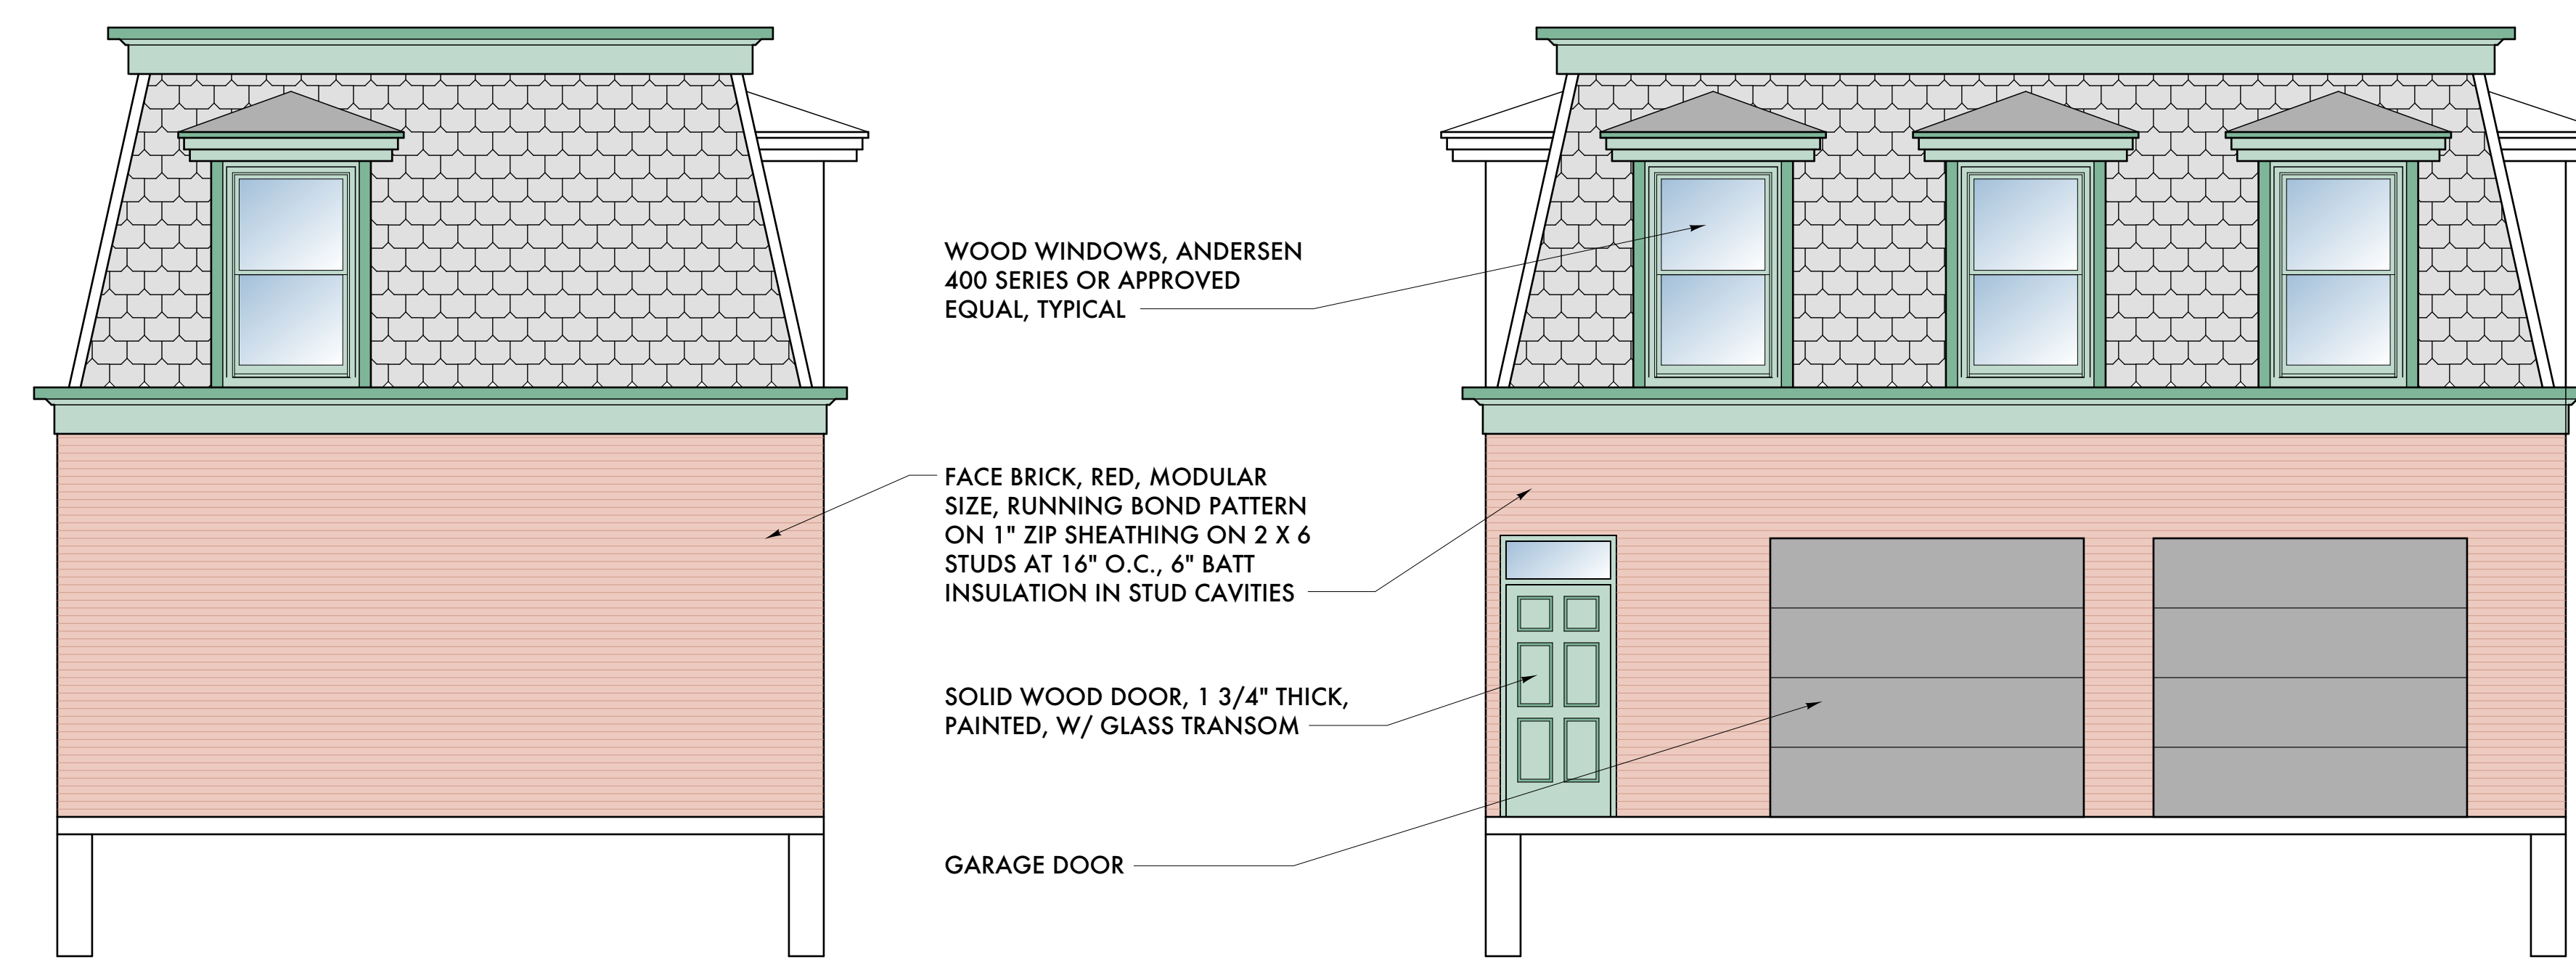 WOOD WINDOWS, ANDERSEN
400 SERIES OR APPROVED
EQUAL, TYPICAL
FACE BRICK, RED, MODULAR
SIZE, RUNNING BOND PATTERN
ON 1" ZIP SHEATHING ON 2 X 6
STUDS AT 16" O.C., 6" BATT
INSULATION IN STUD CAVITIES
SOLID WOOD DOOR, 1 3/4" THICK,
PAINTED, W/ GLASS TRANSOM
GARAGE DOOR